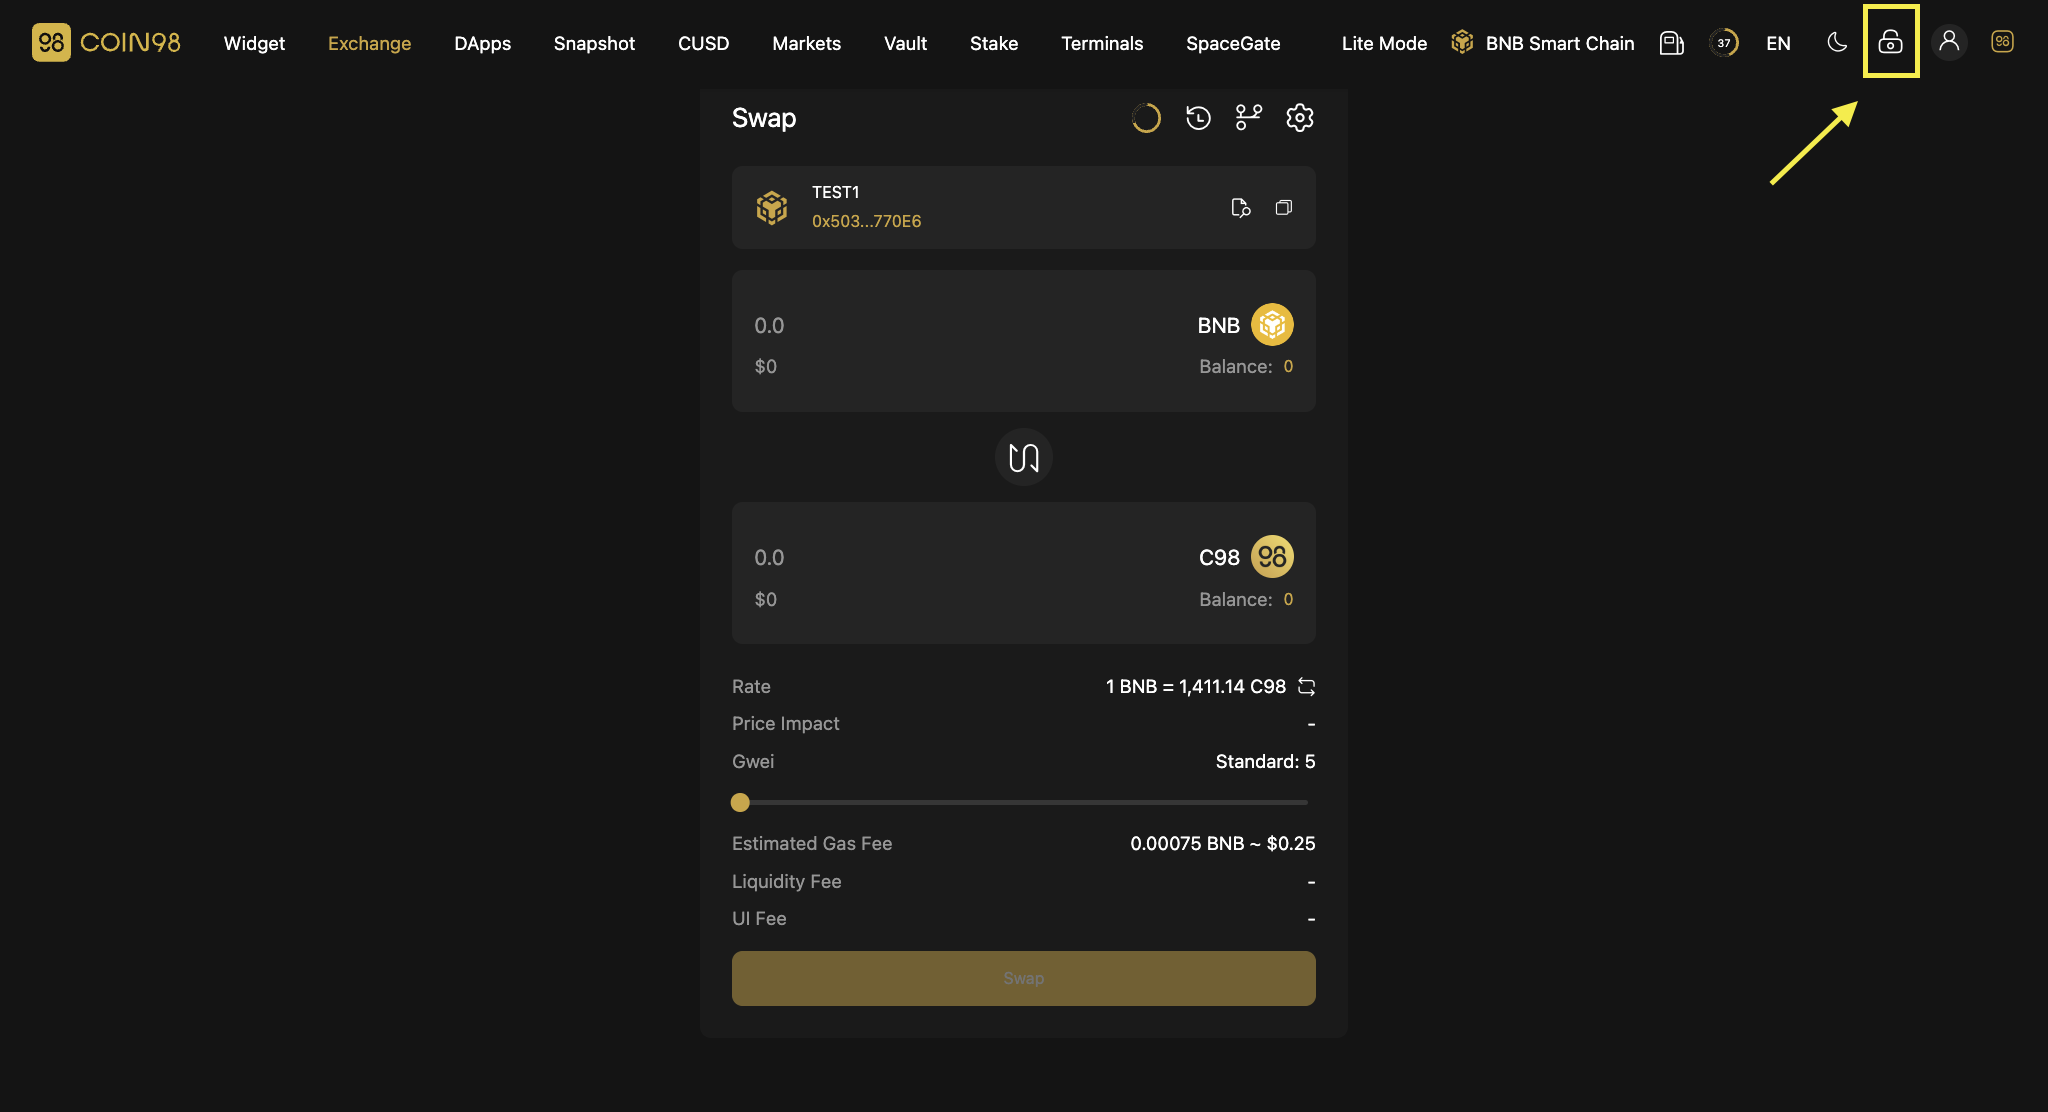 COIN98 Widget Exchange DApps Snapshot CUSD Markets Vault Stake Terminals SpaceGate Lite Mode BNB Smart Chain 37 EN
Swap
TEST1
0x503...770E6
0.0 BNB
$0 Balance: 0
0.0 C98
$0 Balance: 0
Rate 1 BNB = 1,411.14 C98
Price Impact -
Gwei Standard: 5
Estimated Gas Fee 0.00075 BNB ~ $0.25
Liquidity Fee -
UI Fee -
Swap